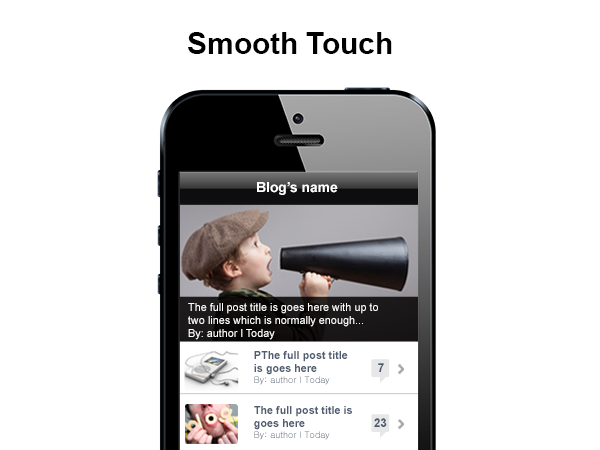 Smooth Touch
Blog's name
The full post title is goes here with up to
two lines which is normally enough...
By: author I Today
PThe full post title
is goes here
By: author I Today
7
The full post title is
goes here
By: author I Today
23